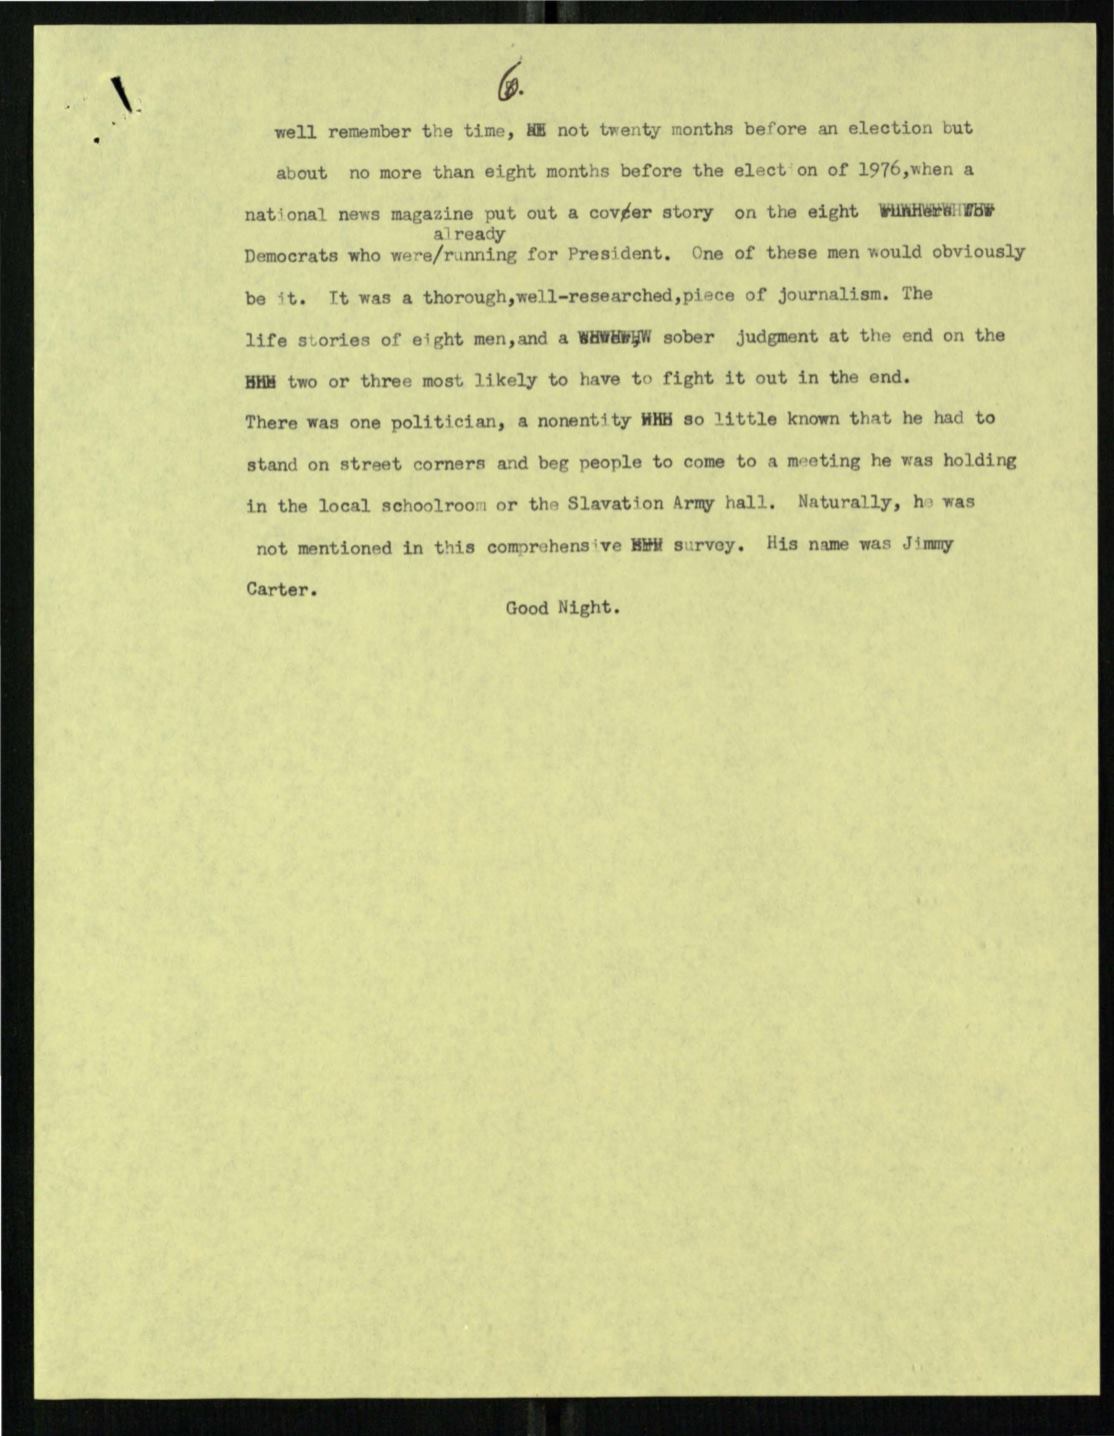 6.
well remember the time, not twenty months before an election but
about no more than eight months before the election of 1976,when a
national news magazine put out a cover story on the eight
already
Democrats who were/running for President. One of these men would obviously
be it. It was a thorough,well-researched,piece of journalism. The
life stories of eight men,and a sober judgment at the end on the
two or three most likely to have to fight it out in the end.
There was one politician, a nonentity so little known that he had to
stand on street corners and beg people to come to a meeting he was holding
in the local schoolroom or the Slavation Army hall. Naturally, he was
not mentioned in this comprehensive survey. His name was Jimmy
Carter.
Good Night.